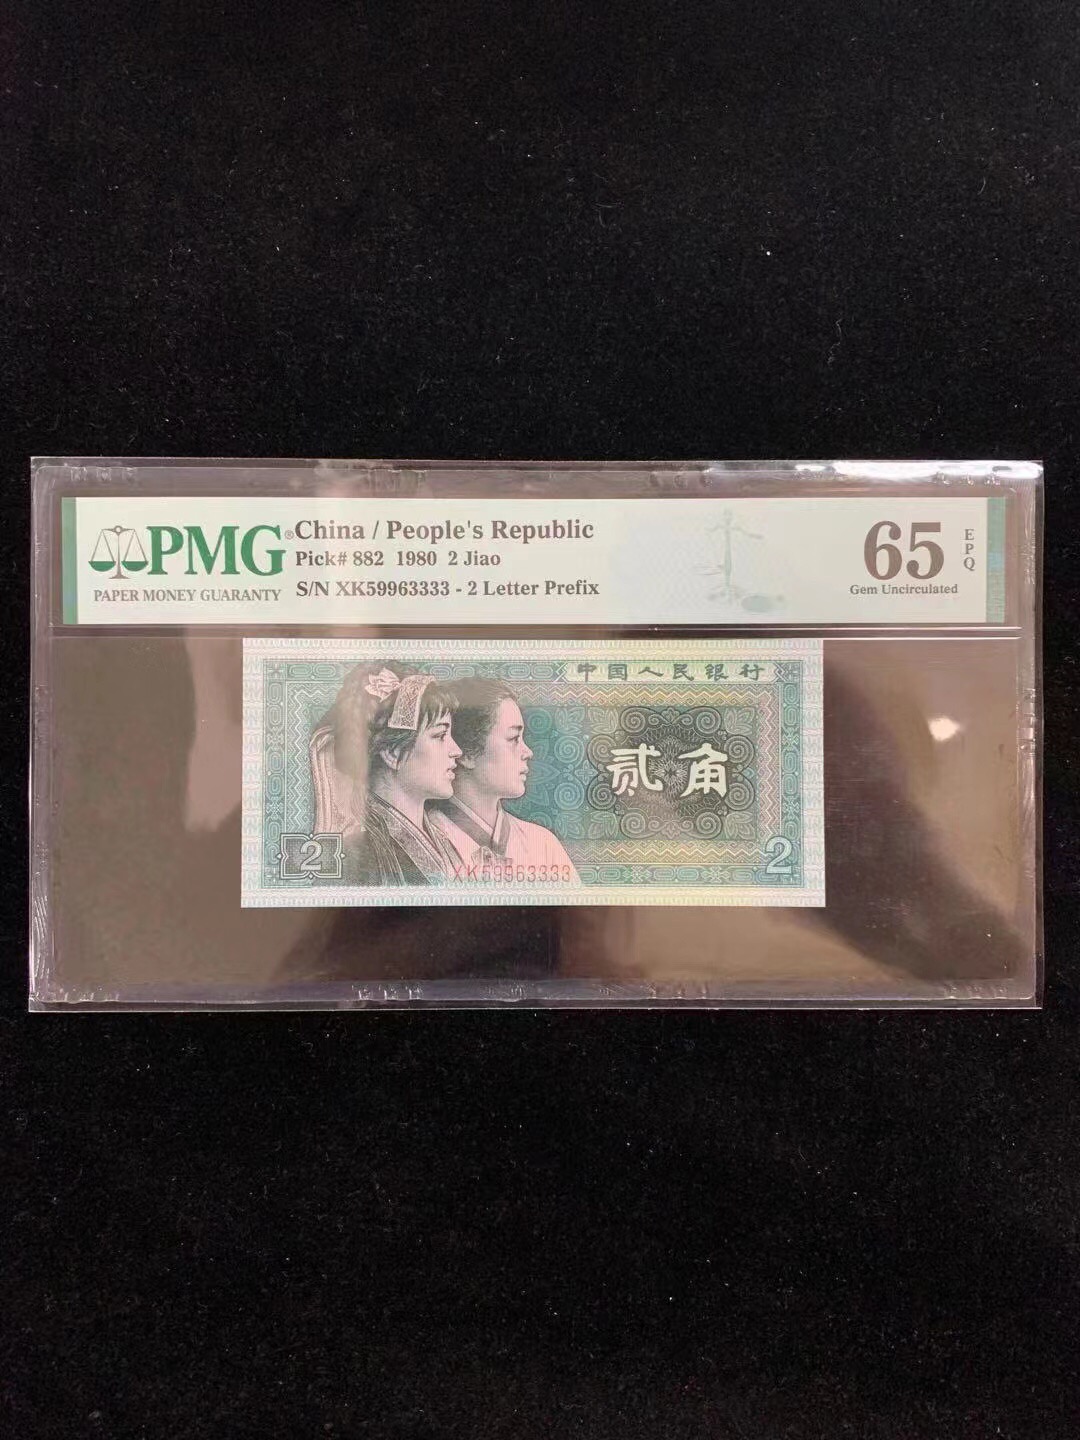 PMG®
PAPER MONEY GUARANTY
China / People's Republic
Pick# 882 1980 2 Jiao
S/N XK59963333 - 2 Letter Prefix
65
EPQ
Gem Uncirculated
中国人民银行
贰角
2
XK59963333
2